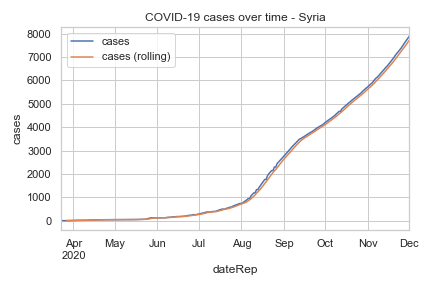 COVID-19 cases over time - Syria
cases
cases (rolling)
8000
7000
6000
5000
4000
3000
2000
1000
0
cases
Apr May Jun Jul Aug Sep Oct Nov Dec
2020
dateRep